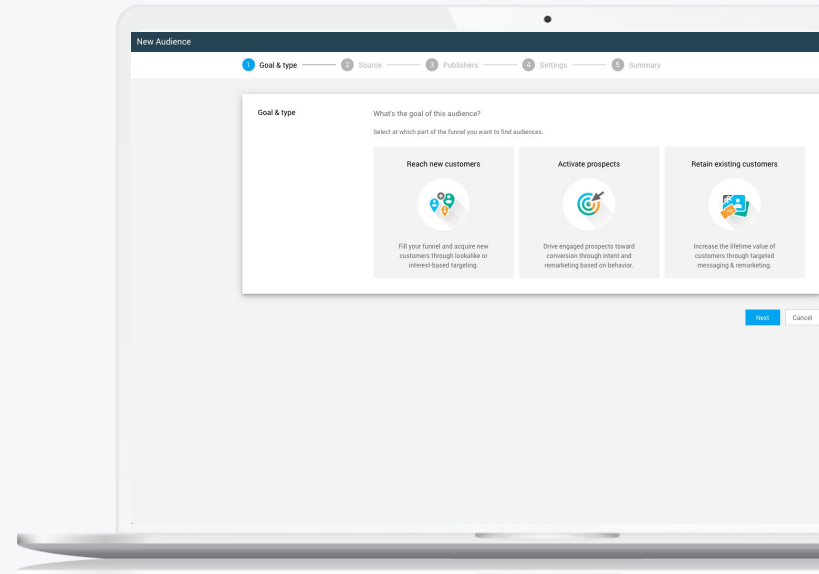 New Audience
1 Goal & type 2 Source 3 Publishers 4 Settings 5 Summary
Goal & type
What's the goal of this audience?
Select at which part of the funnel you want to find audiences.
Reach new customers
Fill your funnel and acquire new
customers through lookalike or
interest-based targeting.
Activate prospects
Drive engaged prospects toward
conversion through intent and
remarketing based on behavior.
Retain existing customers
Increase the lifetime value of
customers through targeted
messaging & remarketing.
Next Cancel